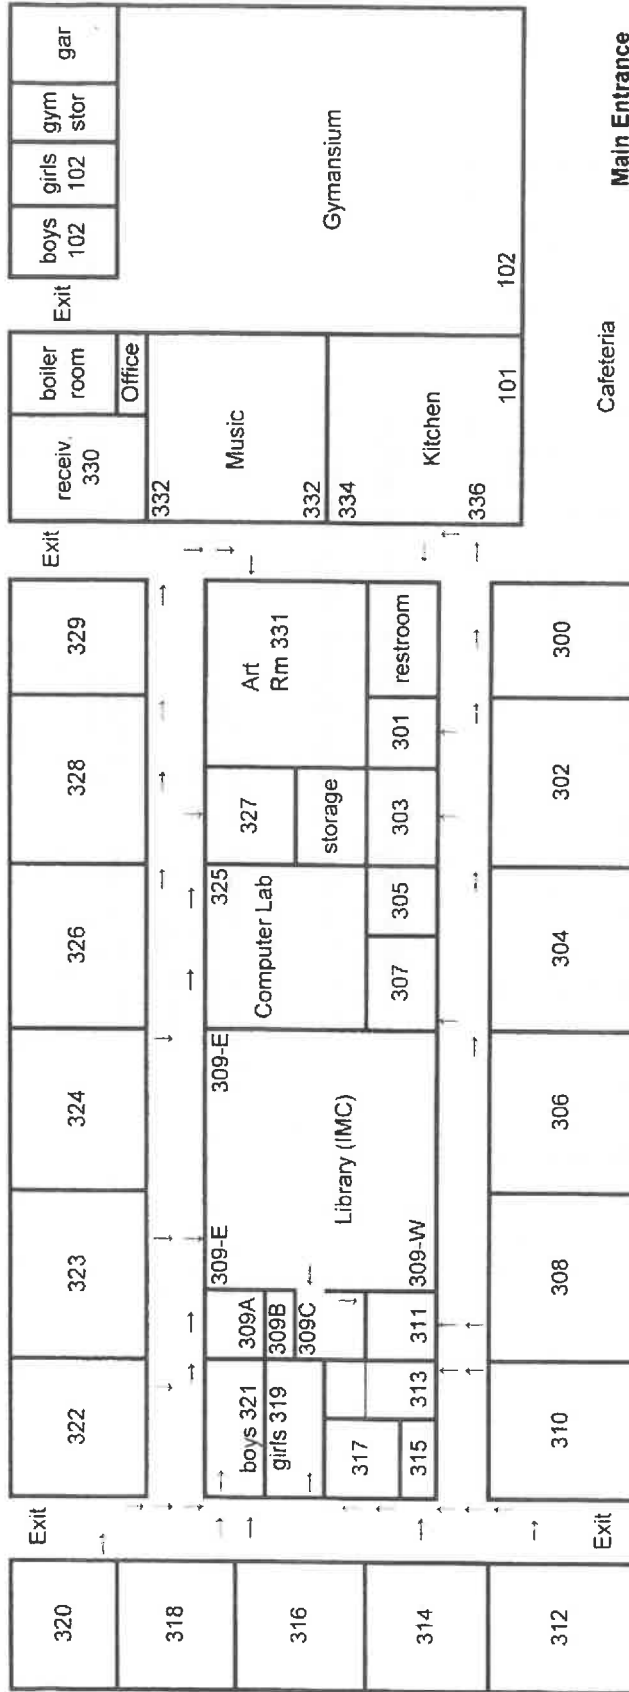 320
318
316
314
312
Exit
Exit
322
323
324
326
328
329
Exit
boys 321
girls 319
317
315
313
311
309A
309B
309C
309-E
309-E
Library (IMC)
309-W
325
Computer Lab
307
305
327
storage
303
301
Art
Rm 331
restroom
310
308
306
304
302
300
receiv.
330
boiler
room
Office
332
Music
332
334
Kitchen
336
101
Exit
boys
102
girls
102
gym
stor
gar
Gymansium
102
Cafeteria
Main Entrance